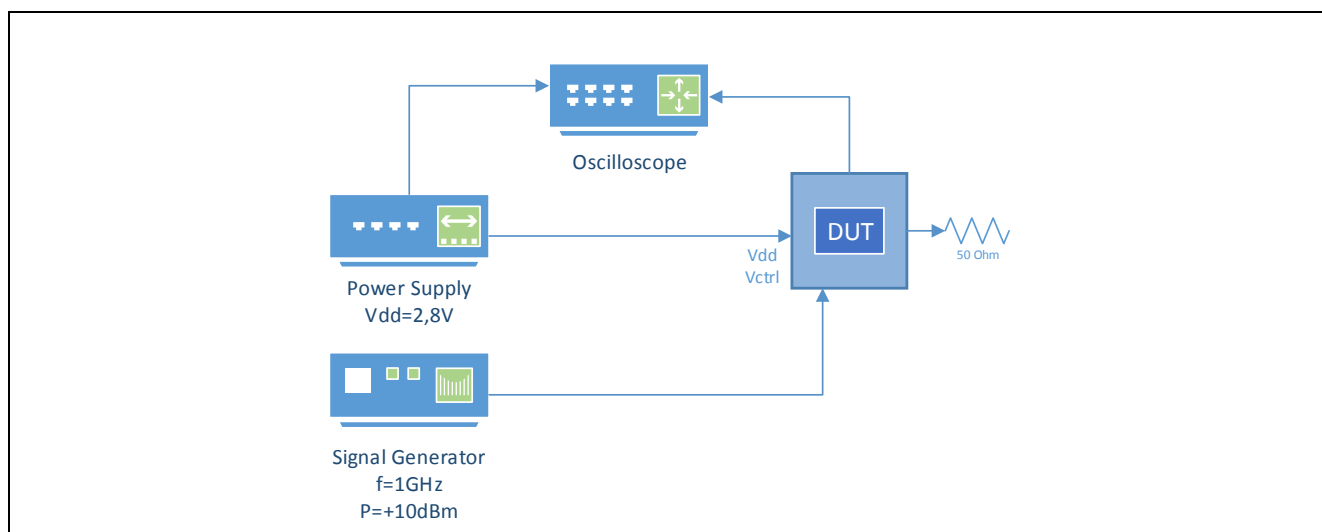 Oscilloscope
DUT
50 Ohm
Vdd
Vctrl
Power Supply
Vdd=2,8V
Signal Generator
f=1GHz
P=+10dBm